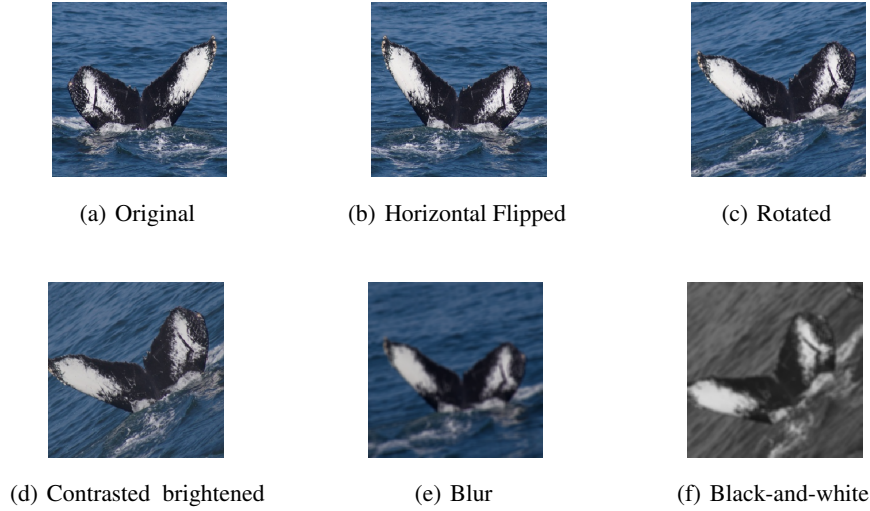 (a) Original
(b) Horizontal Flipped
(c) Rotated
(d) Contrasted brightened
(e) Blur
(f) Black-and-white